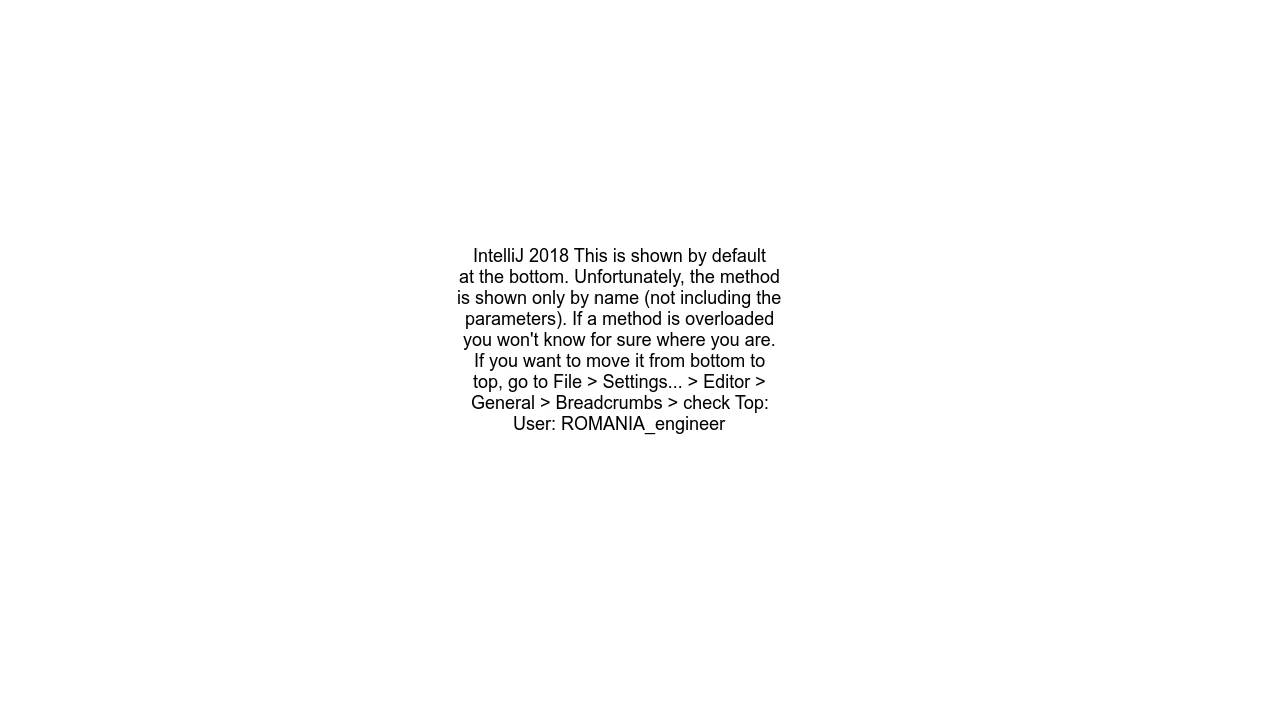 IntelliJ 2018 This is shown by default
at the bottom. Unfortunately, the method
is shown only by name (not including the
parameters). If a method is overloaded
you won't know for sure where you are.
If you want to move it from bottom to
top, go to File > Settings... > Editor >
General > Breadcrumbs > check Top:
User: ROMANIA_engineer